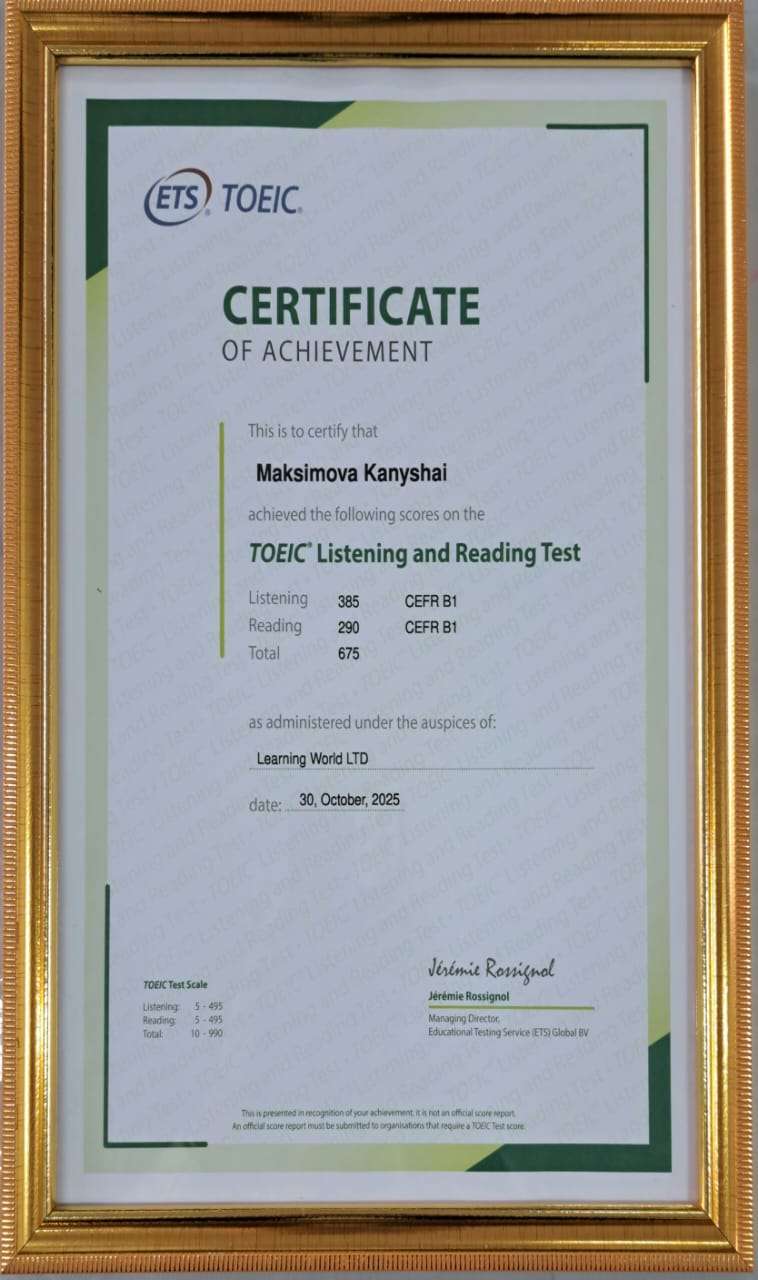 ETS® TOEIC®
CERTIFICATE
OF ACHIEVEMENT
This is to certify that
Maksimova Kanyshai
achieved the following scores on the
TOEIC® Listening and Reading Test
Listening 385 CEFR B1
Reading 290 CEFR B1
Total 675
as administered under the auspices of:
Learning World LTD
date: 30, October, 2025
TOEIC Test Scale
Listening: 5 - 495
Reading: 5 - 495
Total: 10 - 990
Jérémie Rossignol
Jérémie Rossignol
Managing Director,
Educational Testing Service (ETS) Global BV
This is presented in recognition of your achievement, it is not an official score report.
An official score report must be submitted to organisations that require a TOEIC Test score.